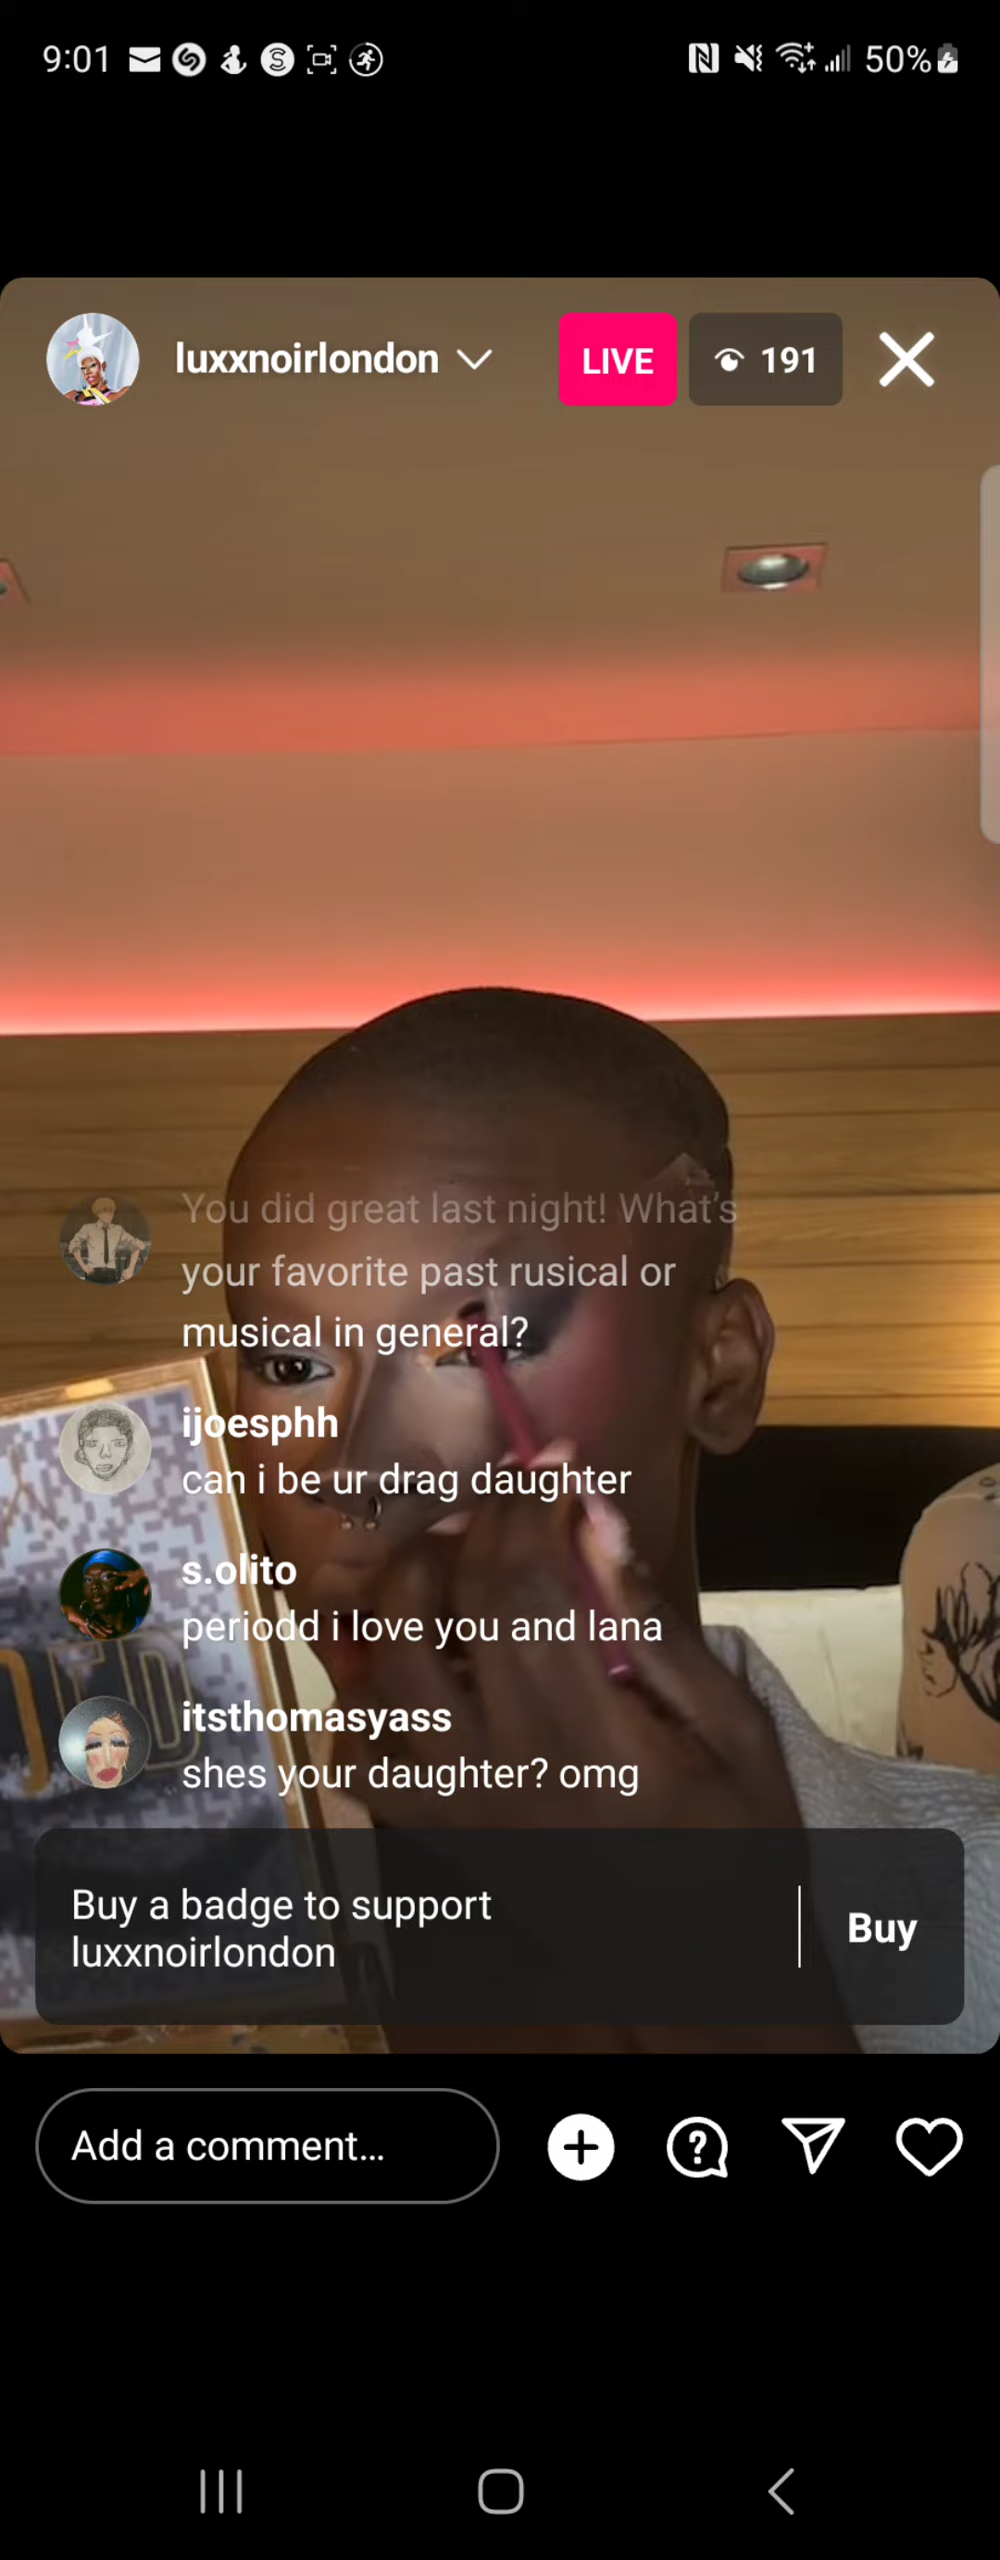 9:01
50%
luxxnoirlondon
LIVE
191
You did great last night! What's
your favorite past rusical or
musical in general?
ijoesphh
can i be ur drag daughter
s.olito
periodd i love you and lana
itsthomasyass
shes your daughter? omg
Buy a badge to support
luxxnoirlondon
Buy
Add a comment...